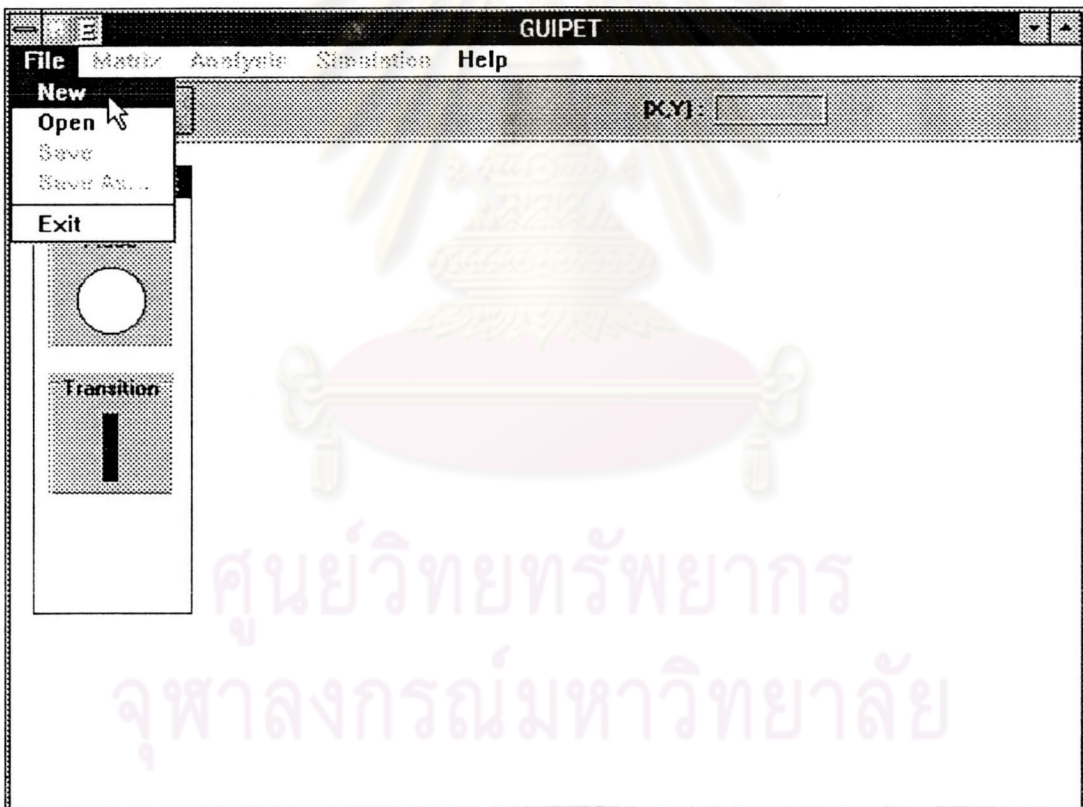 GUIPET
File Matrix Analysis Simulation Help
New
Open
Save
Save As...
Exit
[X,Y] :
Transition
ศูนย์วิทยทรัพยากร
จุฬาลงกรณ์มหาวิทยาลัย